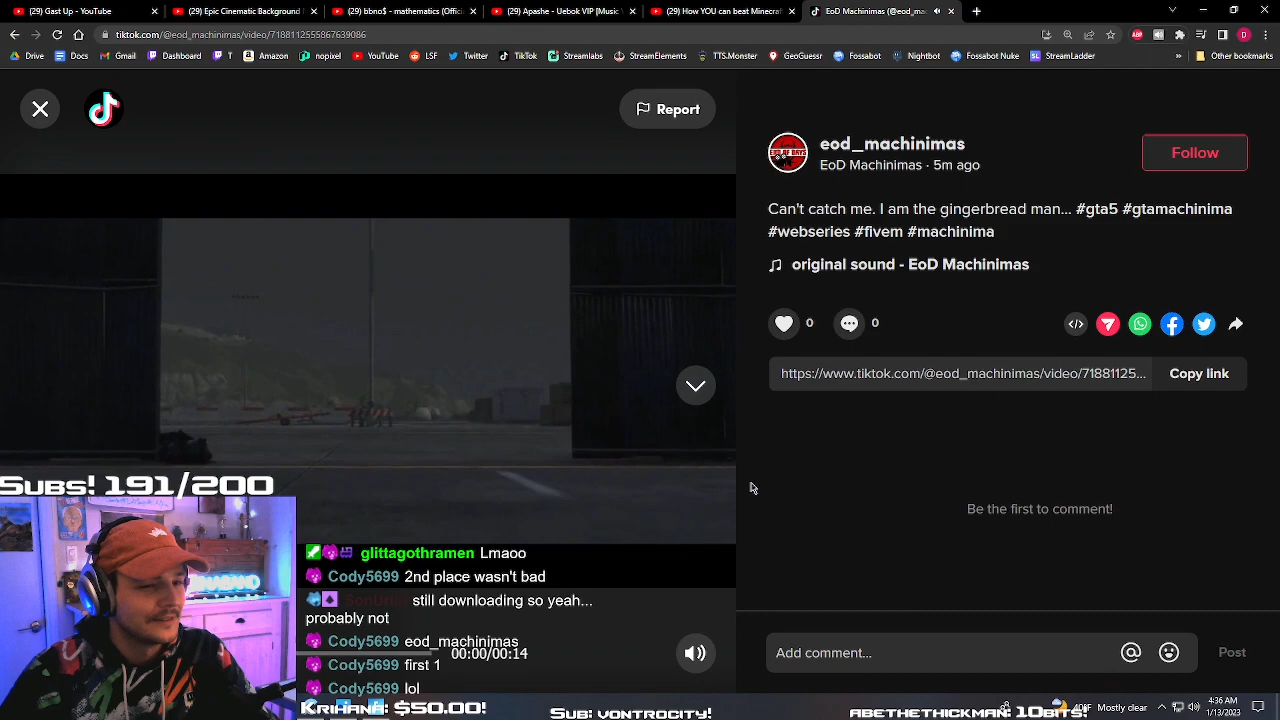 (29) Gast - YouTube
(29) Epic Cinematic Background
(29) bbno$ - mathematics (Offic
(29) Apache - Uebok VIP [Music V
(29) How YOU can beat Minecraf
EoD Machinimas (@eod_ma
tiktok.com/@eod_machinimas/video/7188112555867639086
Bills
Docs
Gmail
Dashboard
T
Amazon
nopixel
YouTube
LSF
Twitter
TikTok
Streamlabs
StreamElements
TTS.Monster
GeoGuesser
Fossabot
Nightbot
Fossabot Nuke
StreamLadder
Other bookmarks
Report
eod_machinimas
EoD Machinimas · 5m ago
Follow
Can't catch me. I am the gingerbread man... #gta5 #gtamachinima
#webseries #fivem #machinima
original sound - EoD Machinimas
0
0
https://www.tiktok.com/@eod_machinimas/video/71881125...
Copy link
Be the first to comment!
Add comment...
Post
Subs! 191/200
glittagothramen Lmaoo
Cody5699 2nd place wasn't bad
still downloading so yeah...
probably not
Cody5699 eod_machinimas
00:00/00:14
Cody5699 first 1
Cody5699 lol
$50.00!
Sub: vontrocity!
abethethickman: 10 bits!
Mostly clear
4:36 AM
1/13/2023